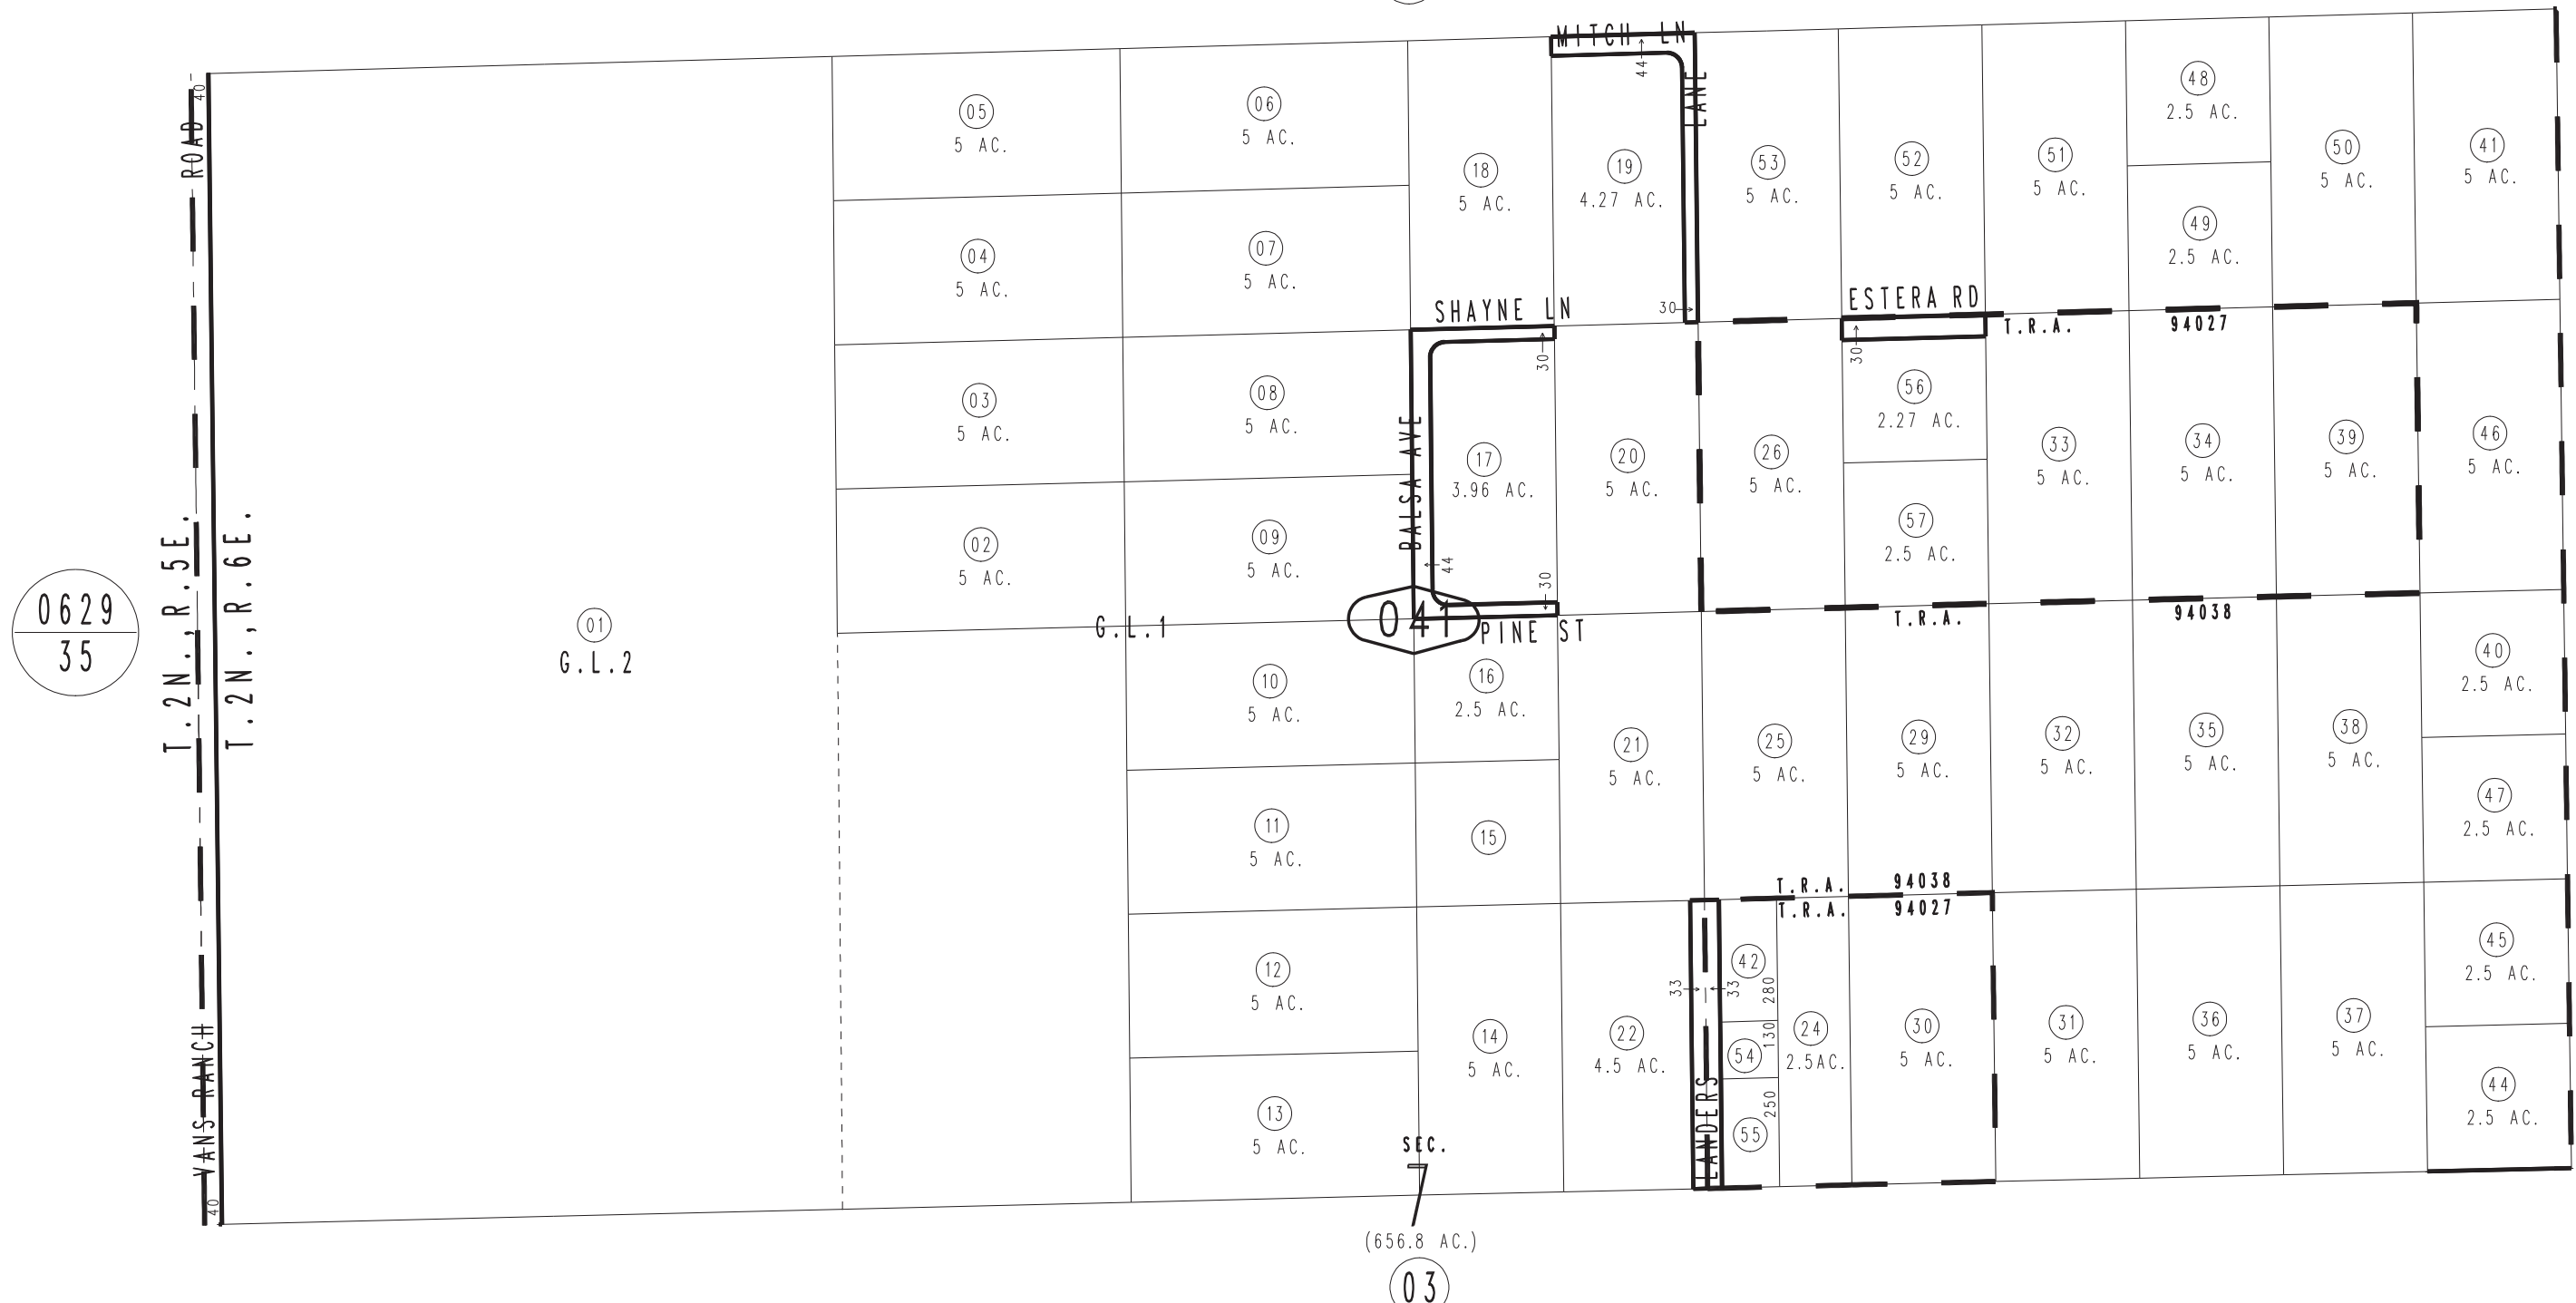 MITCH LN
LANE
40
ROAD
44
05
5 AC.
06
5 AC.
18
5 AC.
19
4.27 AC.
53
5 AC.
52
5 AC.
51
5 AC.
48
2.5 AC.
49
2.5 AC.
50
5 AC.
41
5 AC.
04
5 AC.
07
5 AC.
SHAYNE LN
30
30
ESTERA RD
30
T.R.A.
94027
03
5 AC.
08
5 AC.
BALSA AVE
17
3.96 AC.
20
5 AC.
26
5 AC.
56
2.27 AC.
57
2.5 AC.
33
5 AC.
34
5 AC.
39
5 AC.
46
5 AC.
02
5 AC.
09
5 AC.
44
30
0629
35
T.2N.,R.5E.
T.2N.,R.6E.
01
G.L.2
G.L.1
041
PINE ST
T.R.A.
94038
10
5 AC.
16
2.5 AC.
21
5 AC.
25
5 AC.
29
5 AC.
32
5 AC.
35
5 AC.
38
5 AC.
40
2.5 AC.
47
2.5 AC.
11
5 AC.
15
T.R.A.
94038
T.R.A.
94027
12
5 AC.
13
5 AC.
14
5 AC.
22
4.5 AC.
33
33
LANDERS
42
280
54
130
55
250
24
2.5AC.
30
5 AC.
31
5 AC.
36
5 AC.
37
5 AC.
45
2.5 AC.
44
2.5 AC.
VANS RANCH
40
SEC.
7
(656.8 AC.)
03